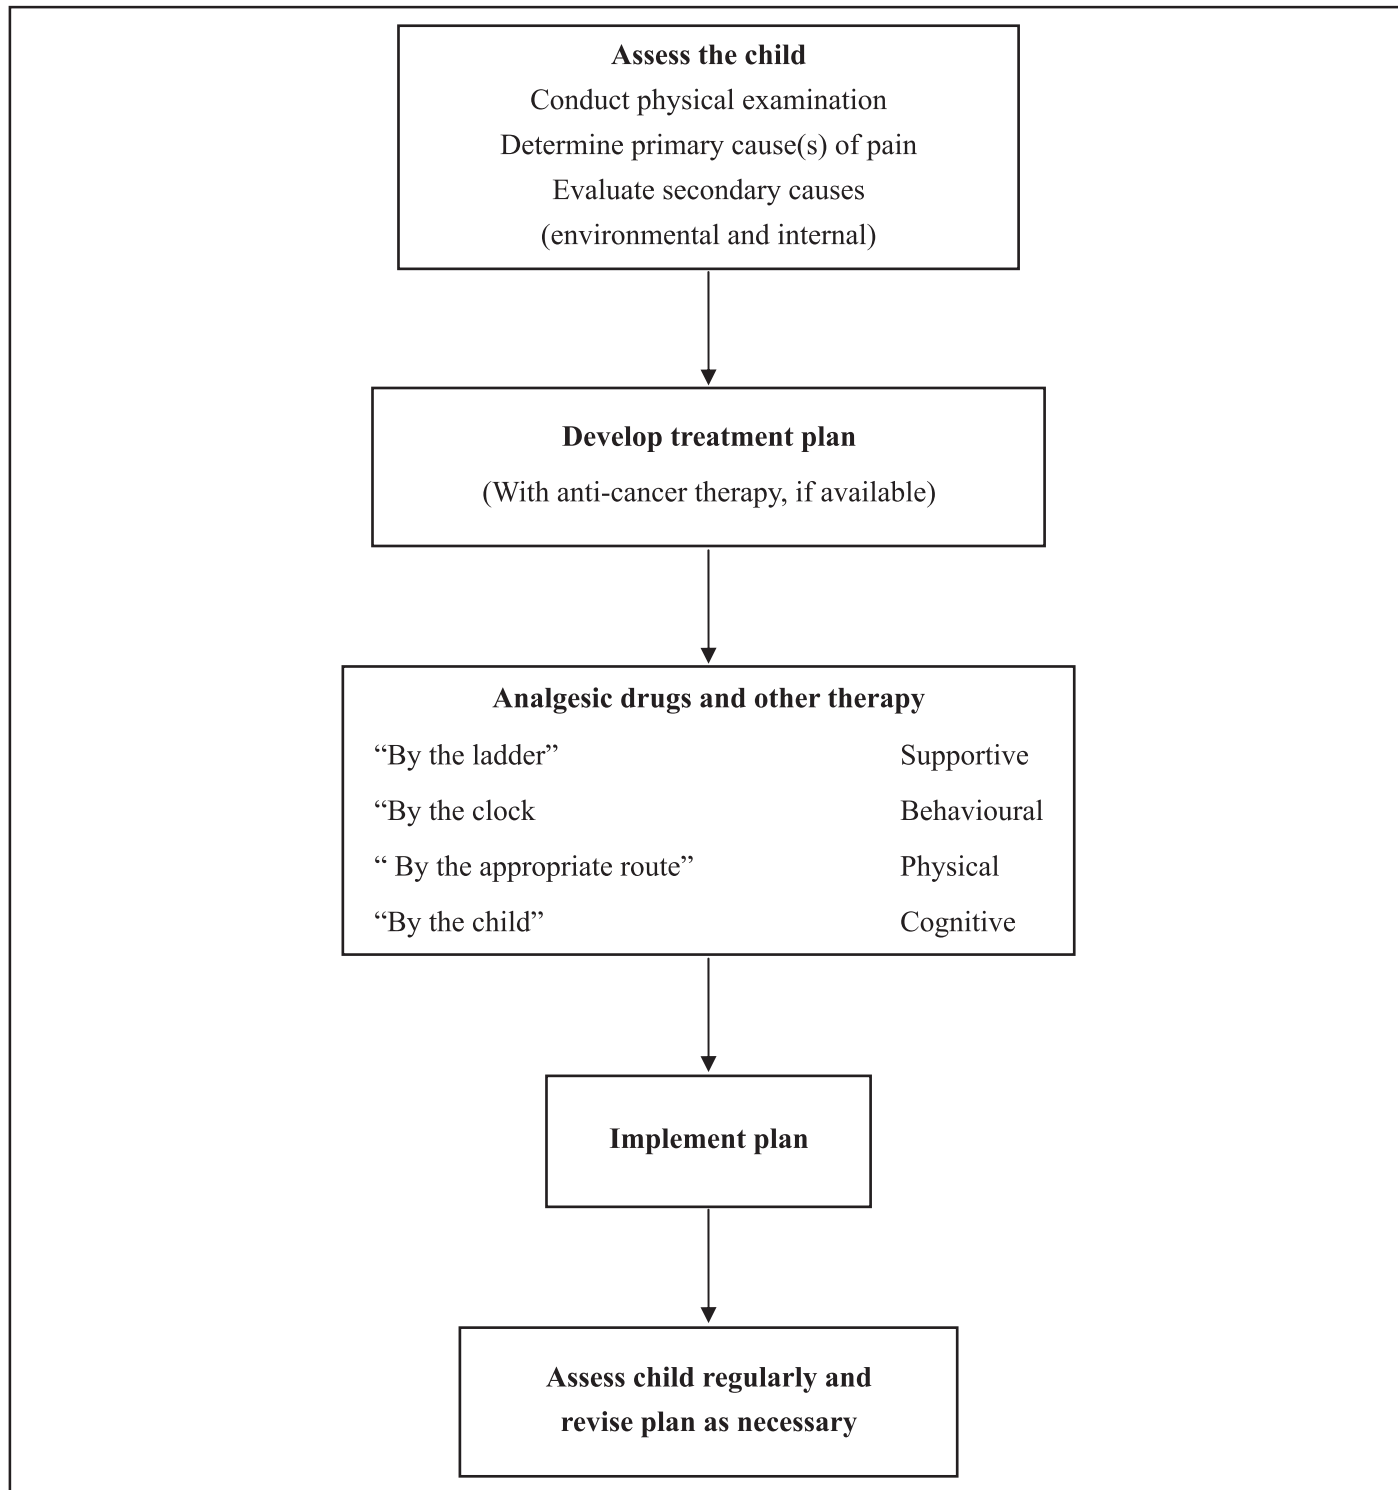 Assess the child
Conduct physical examination
Determine primary cause(s) of pain
Evaluate secondary causes
(environmental and internal)
Develop treatment plan
(With anti-cancer therapy, if available)
Analgesic drugs and other therapy
“By the ladder” Supportive
“By the clock Behavioural
“ By the appropriate route” Physical
“By the child” Cognitive
Implement plan
Assess child regularly and
revise plan as necessary